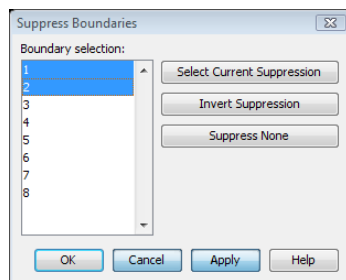 Suppress Boundaries
Boundary selection:
1
2
3
4
5
6
7
8
Select Current Suppression
Invert Suppression
Suppress None
OK Cancel Apply Help